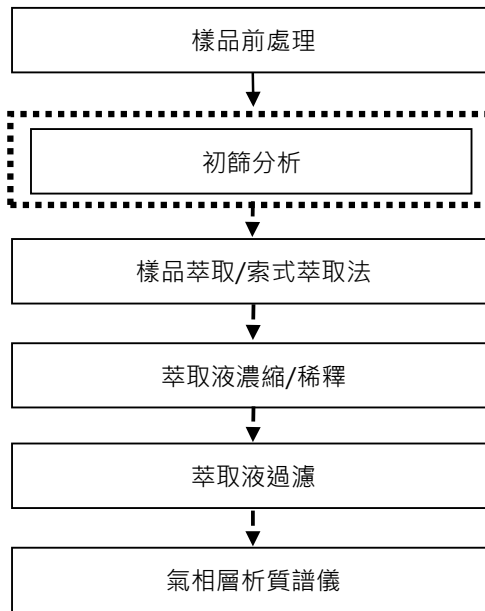 樣品前處理
初篩分析
樣品萃取/索式萃取法
萃取液濃縮/稀釋
萃取液過濾
氣相層析質譜儀